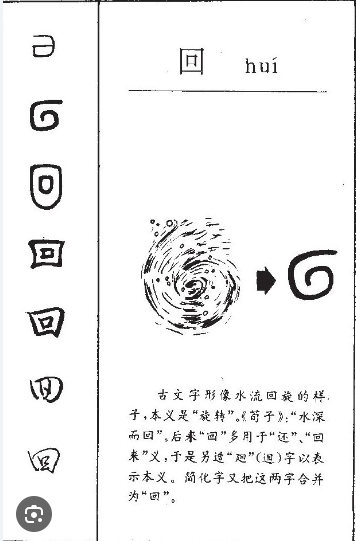 回 huí
古文字形像水流回旋的样
子,本义是“旋转”。《荀子》:“水深
而回”。后来“回”多用于“还”、“回
来”义,于是另造“廻”(迴)字以表
示本义。简化字又把这两字合并
为“回”。